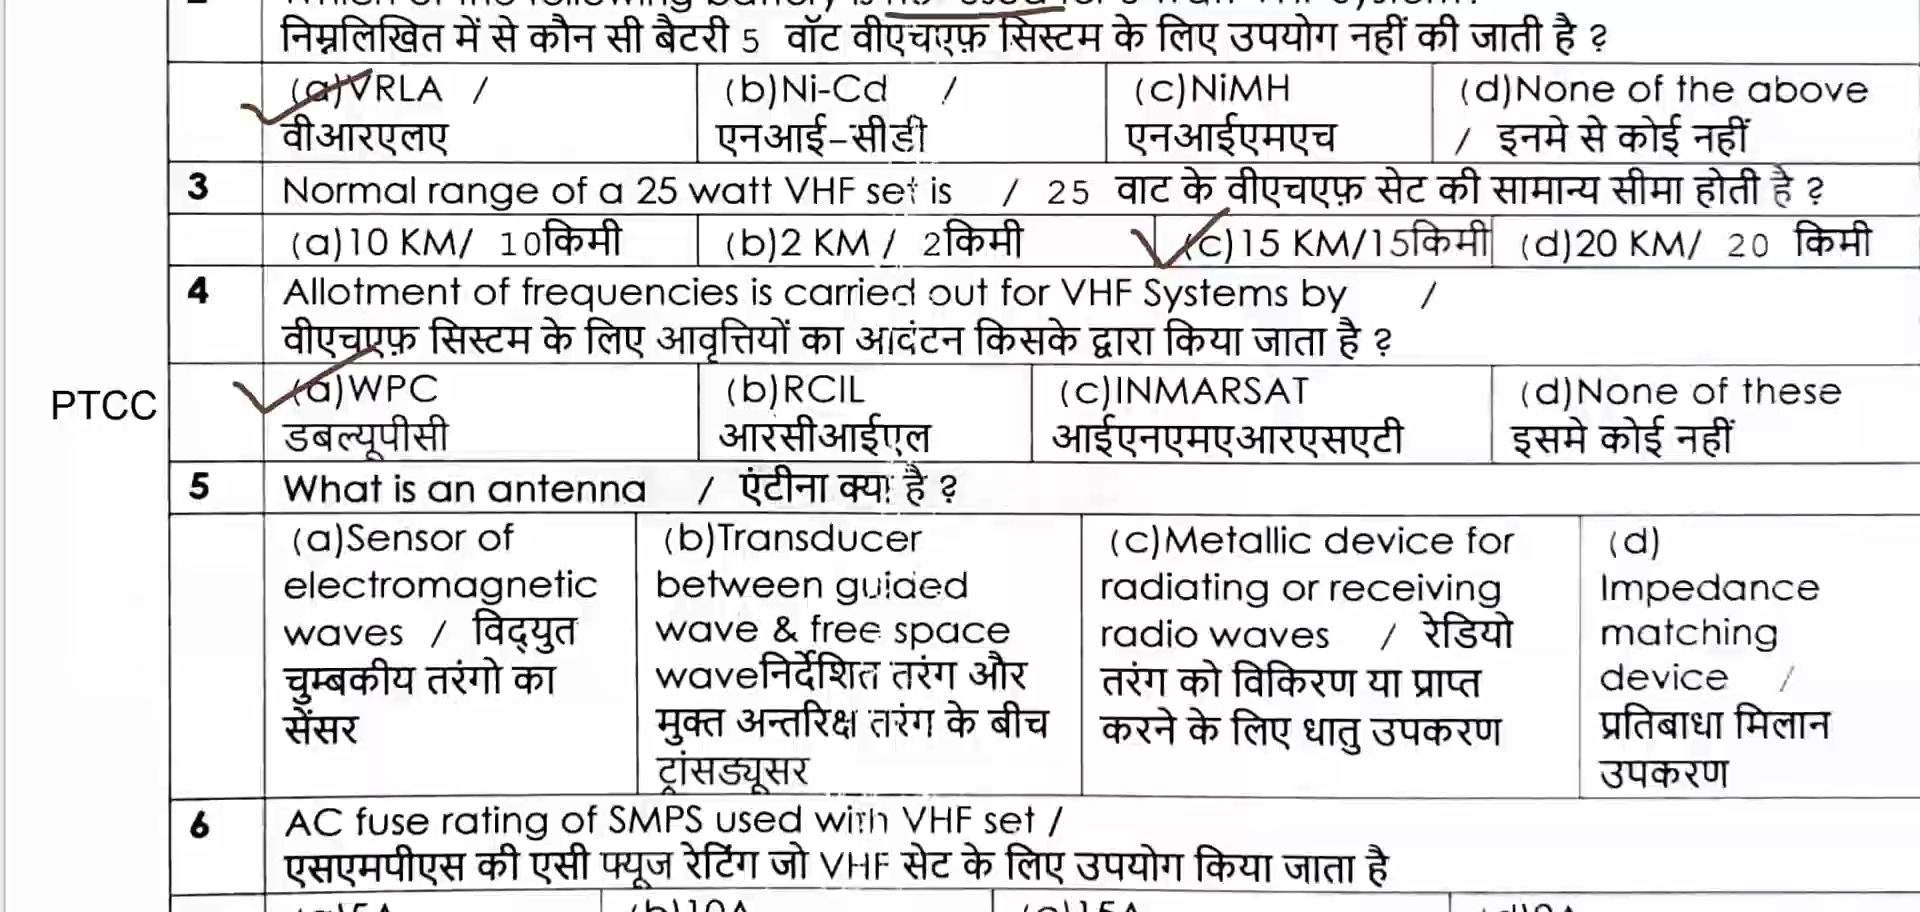 निम्नलिखित में से कौन सी बैटरी 5 वॉट वीएचएफ़ सिस्टम के लिए उपयोग नहीं की जाती है ?
(a)VRLA / (b)Ni-Cd / (c)NiMH (d)None of the above
वीआरएलए एनआई-सीडी एनआईएमएच / इनमे से कोई नहीं
3 Normal range of a 25 watt VHF set is / 25 वाट के वीएचएफ़ सेट की सामान्य सीमा होती है ?
(a)10 KM/ 10किमी (b)2 KM / 2किमी (c)15 KM/15किमी (d)20 KM/ 20 किमी
4 Allotment of frequencies is carried out for VHF Systems by /
वीएचएफ़ सिस्टम के लिए आवृत्तियों का आवंटन किसके द्वारा किया जाता है ?
PTCC (a)WPC (b)RCIL (c)INMARSAT (d)None of these
डबल्यूपीसी आरसीआईएल आईएनएमएआरएसएटी इसमे कोई नहीं
5 What is an antenna / एंटीना क्या है ?
(a)Sensor of
electromagnetic
waves / विद्युत
चुम्बकीय तरंगो का
सेंसर
(b)Transducer
between guided
wave & free space
waveनिर्देशित तरंग और
मुक्त अन्तरिक्ष तरंग के बीच
ट्रांसड्यूसर
(c)Metallic device for
radiating or receiving
radio waves / रेडियो
तरंग को विकिरण या प्राप्त
करने के लिए धातु उपकरण
(d)
Impedance
matching
device /
प्रतिबाधा मिलान
उपकरण
6 AC fuse rating of SMPS used with VHF set /
एसएमपीएस की एसी फ्यूज रेटिंग जो VHF सेट के लिए उपयोग किया जाता है